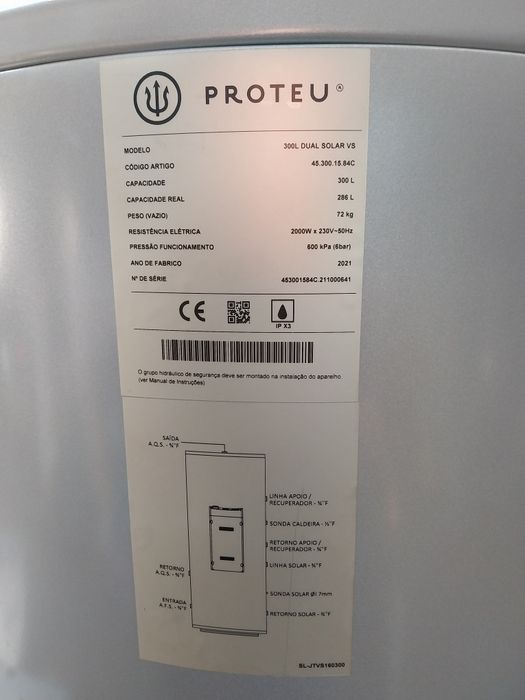 PROTEU®
MODELO 300L DUAL SOLAR VS
CÓDIGO ARTIGO 45.300.15.84C
CAPACIDADE 300 L
CAPACIDADE REAL 286 L
PESO (VAZIO) 72 kg
RESISTÊNCIA ELÉTRICA 2000W x 230V~50Hz
PRESSÃO FUNCIONAMENTO 600 kPa (6bar)
ANO DE FABRICO 2021
Nº DE SÉRIE 453001584C.211000641
CE
IP X3
O grupo hidráulico de segurança deve ser montado na instalação do aparelho.
(ver Manual de Instruções)
SAÍDA
A.Q.S. - ¾"F
LINHA APOIO /
RECUPERADOR - ¾"F
SONDA CALDEIRA - ½"F
RETORNO APOIO /
RECUPERADOR - ¾"F
LINHA SOLAR - ¾"F
RETORNO
A.Q.S. - ¾"F
SONDA SOLAR Øi 7mm
ENTRADA
A.F.S. - ¾"F
RETORNO SOLAR - ¾"F
SL-JTVS160300